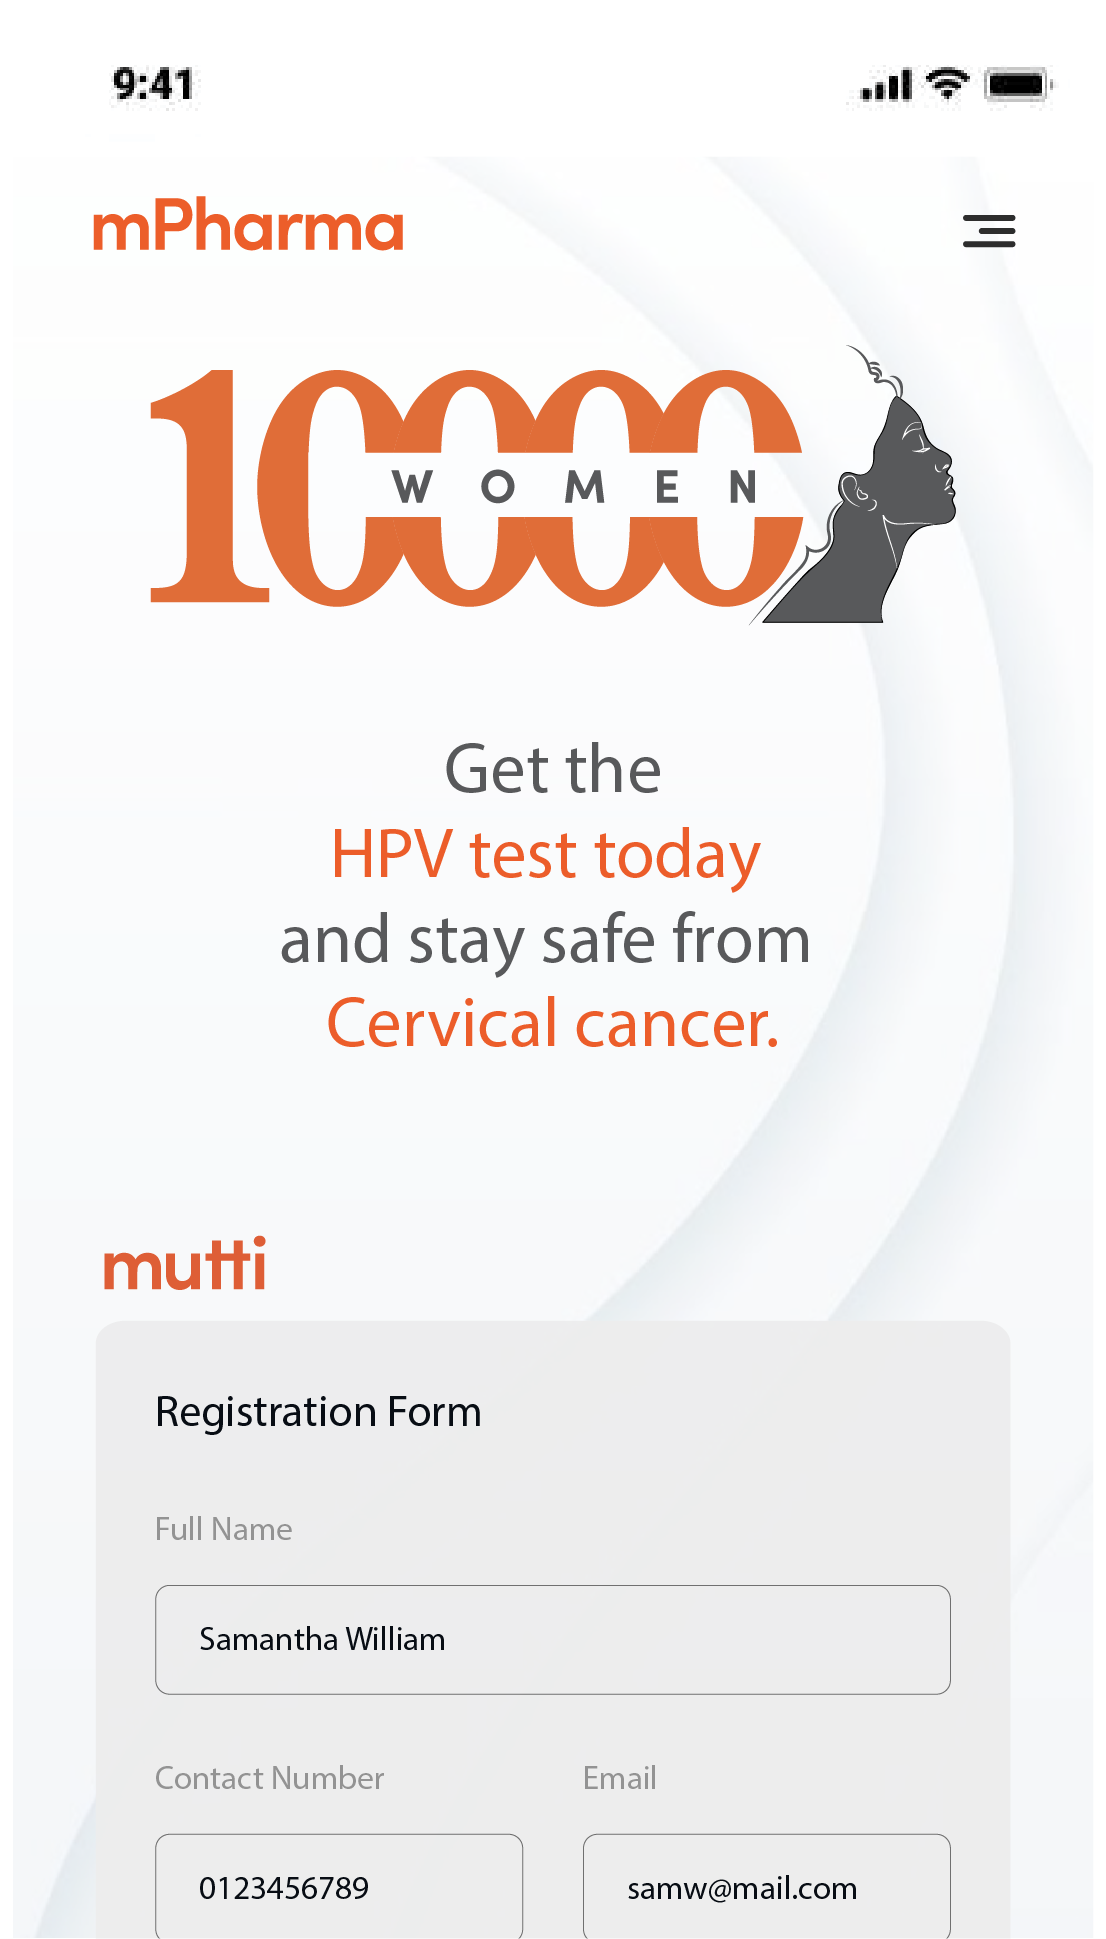 9:41
mPharma
10000
WOMEN
Get the
HPV test today
and stay safe from
Cervical cancer.
mutti
Registration Form
Full Name
Samantha William
Contact Number Email
0123456789 samw@mail.com